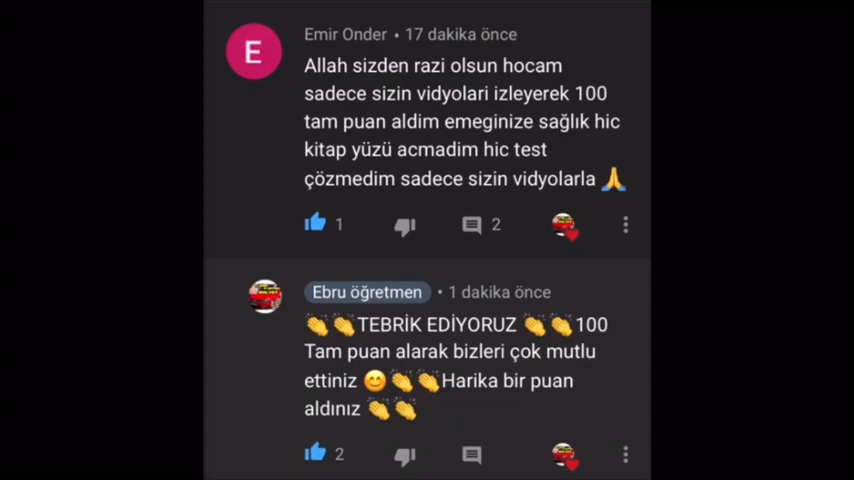 E
Emir Onder • 17 dakika önce
Allah sizden razi olsun hocam
sadece sizin vidyolari izleyerek 100
tam puan aldim emeginize sağlık hic
kitap yüzü acmadim hic test
çözmedim sadece sizin vidyolarla 🙏
1 2
Ebru öğretmen • 1 dakika önce
👏👏TEBRİK EDİYORUZ 👏👏100
Tam puan alarak bizleri çok mutlu
ettiniz 😊👏👏Harika bir puan
aldınız 👏👏
2